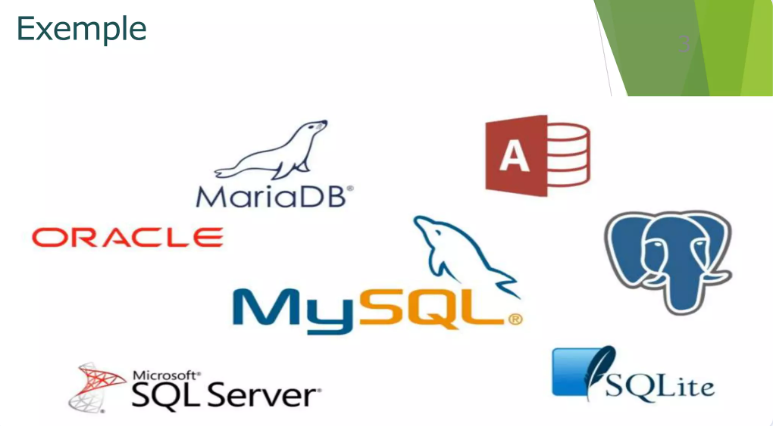 Exemple
MariaDB®
A
ORACLE
MySQL®
Microsoft®
SQL Server®
SQLite